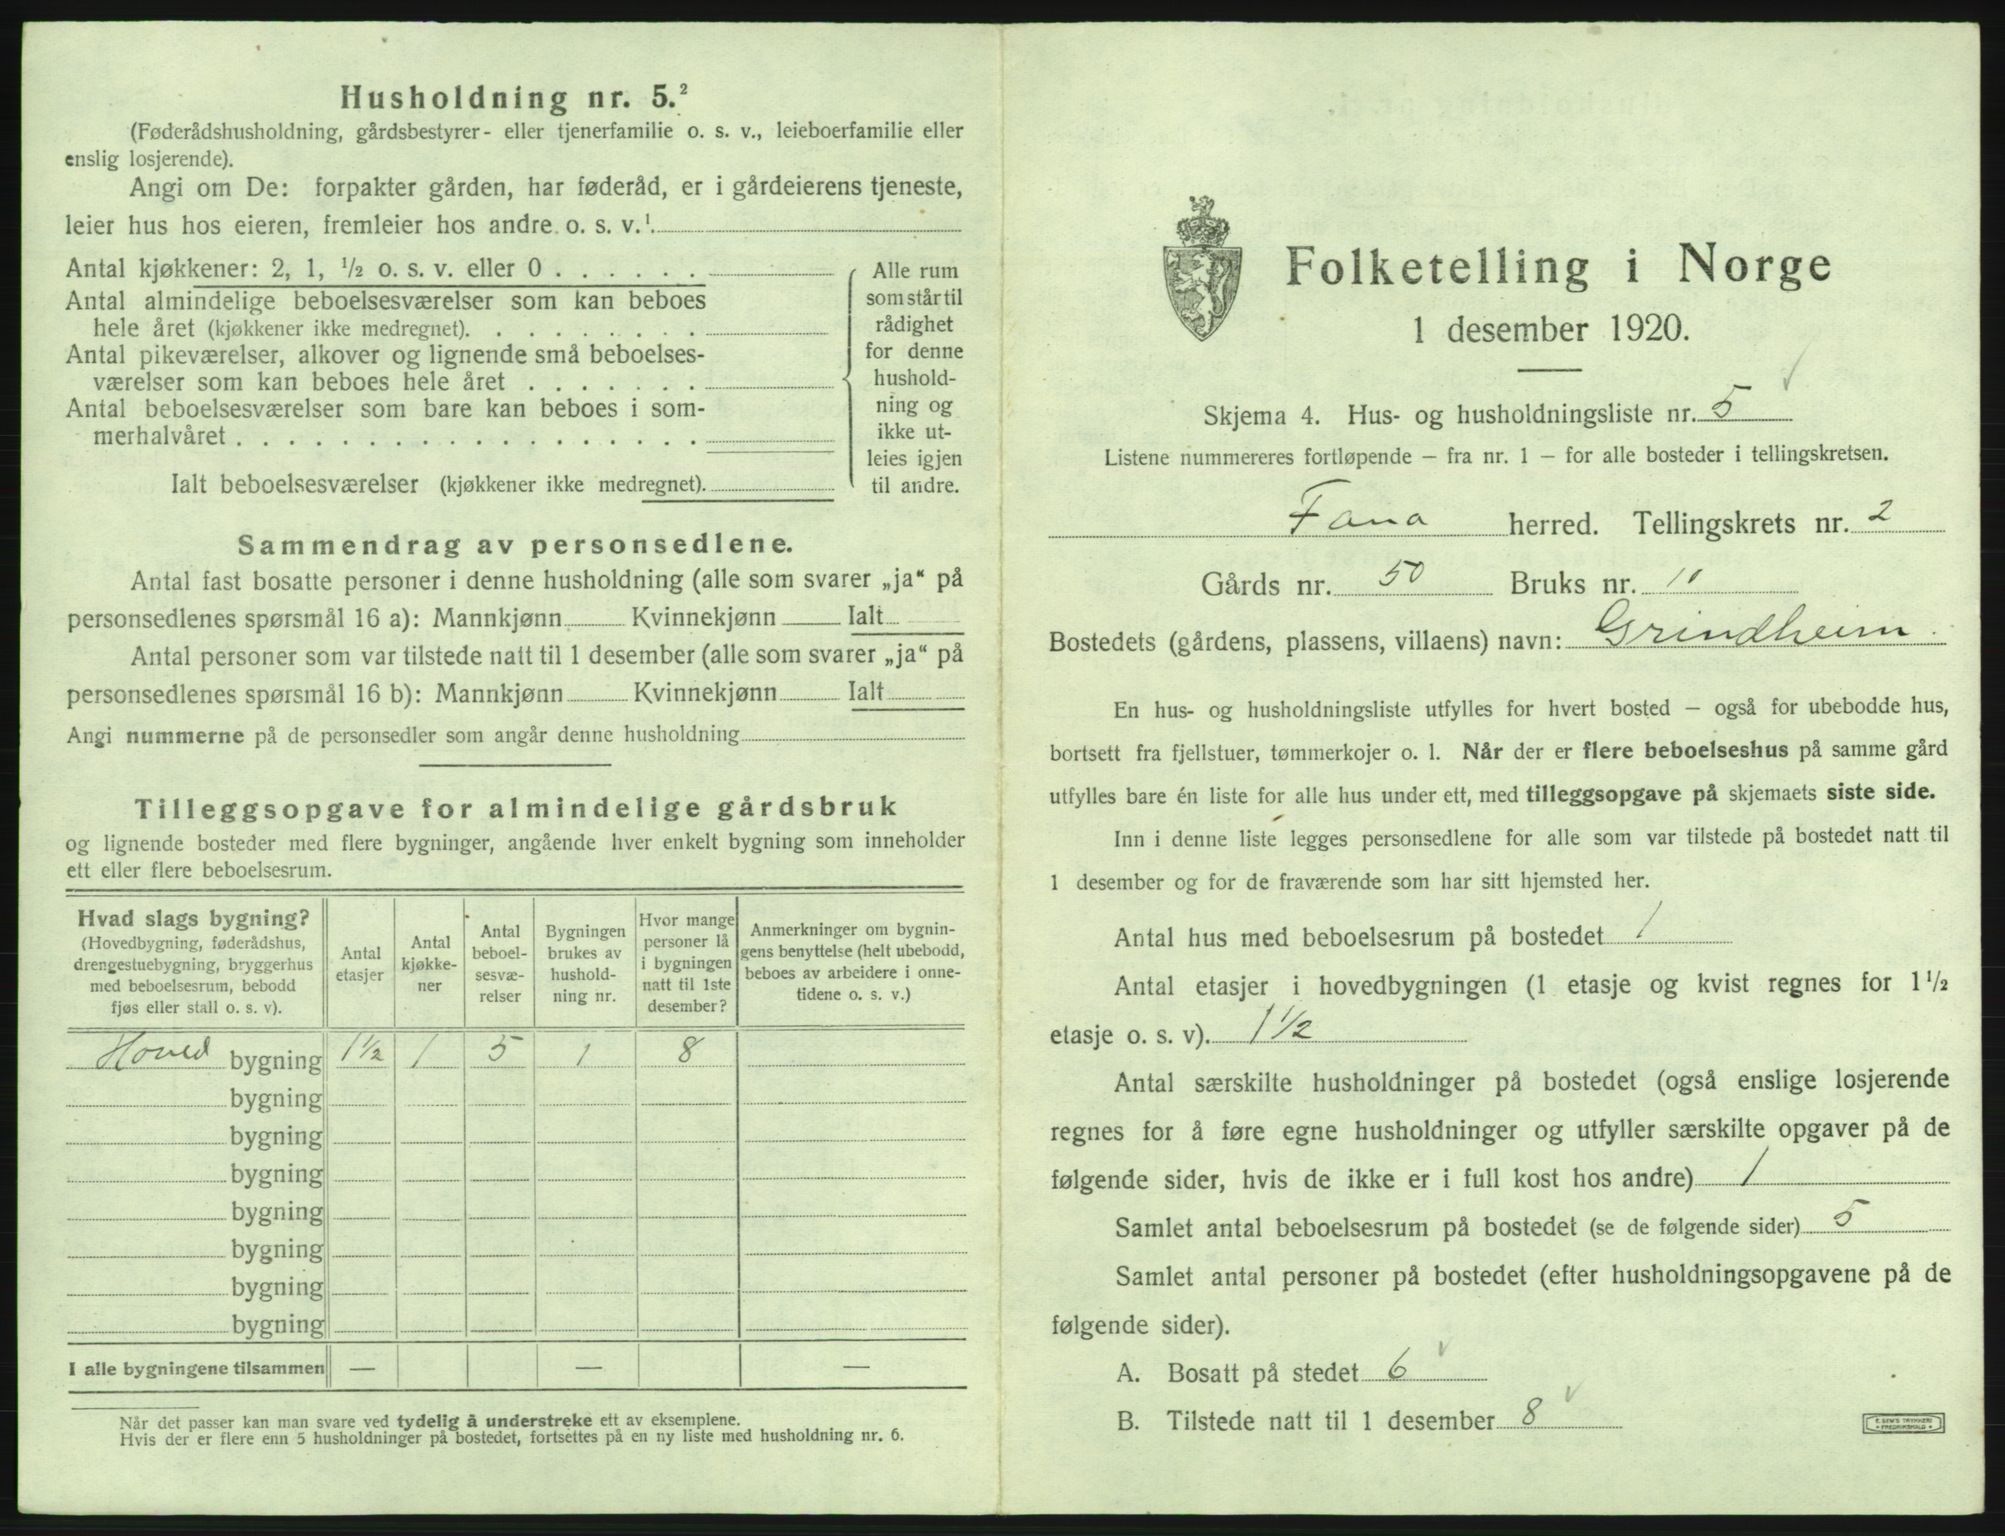 Husholdning nr. 5.²
(Føderådshusholdning, gårdsbestyrer- eller tjenerfamilie o. s. v., leieboerfamilie eller
enslig losjerende).
Angi om De: forpakter gården, har føderåd, er i gårdeierens tjeneste,
leier hus hos eieren, fremleier hos andre o. s. v.¹
Antal kjøkkener: 2, 1, ½ o. s. v. eller 0 . . . . . .
Antal almindelige beboelsesværelser som kan beboes
hele året (kjøkkener ikke medregnet). . . . . . . . .
Antal pikeværelser, alkover og lignende små beboelses-
værelser som kan beboes hele året . . . . . . .
Antal beboelsesværelser som bare kan beboes i som-
merhalvåret . . . . . . . . . . . . . . . . . .
Ialt beboelsesværelser (kjøkkener ikke medregnet).
Alle rum
som står til
rådighet
for denne
hushold-
ning og
ikke ut-
leies igjen
til andre.
Sammendrag av personsedlene.
Antal fast bosatte personer i denne husholdning (alle som svarer „ja“ på
personsedlenes spørsmål 16 a): Mannkjønn Kvinnekjønn Ialt
Antal personer som var tilstede natt til 1 desember (alle som svarer „ja“ på
personsedlenes spørsmål 16 b): Mannkjønn Kvinnekjønn Ialt
Angi nummerne på de personsedler som angår denne husholdning
Tilleggsopgave for almindelige gårdsbruk
og lignende bosteder med flere bygninger, angående hver enkelt bygning som inneholder
ett eller flere beboelsesrum.
Hvad slags bygning?
(Hovedbygning, føderådshus,
drengestuebygning, bryggerhus
med beboelsesrum, bebodd
fjøs eller stall o. s. v).
Antal
etasjer
Antal
kjøkke-
ner
Antal
beboel-
sesvæ-
relser
Bygningen
brukes av
hushold-
ning nr.
Hvor mange
personer lå
i bygningen
natt til 1ste
desember?
Anmerkninger om bygnin-
gens benyttelse (helt ubebodd,
beboes av arbeidere i onne-
tidene o. s. v.)
Hoved bygning 1½ 1 5 1 8
bygning
bygning
bygning
bygning
bygning
bygning
bygning
I alle bygningene tilsammen — — —
Når det passer kan man svare ved tydelig å understreke ett av eksemplene.
Hvis der er flere enn 5 husholdninger på bostedet, fortsettes på en ny liste med husholdning nr. 6.
Folketelling i Norge
1 desember 1920.
Skjema 4. Hus- og husholdningsliste nr. 5
Listene nummereres fortløpende – fra nr. 1 – for alle bosteder i tellingskretsen.
Fana herred. Tellingskrets nr. 2
Gårds nr. 50 Bruks nr. 10
Bostedets (gårdens, plassens, villaens) navn: Grindheim
En hus- og husholdningsliste utfylles for hvert bosted – også for ubebodde hus,
bortsett fra fjellstuer, tømmerkojer o. l. Når der er flere beboelseshus på samme gård
utfylles bare én liste for alle hus under ett, med tilleggsopgave på skjemaets siste side.
Inn i denne liste legges personsedlene for alle som var tilstede på bostedet natt til
1 desember og for de fraværende som har sitt hjemsted her.
Antal hus med beboelsesrum på bostedet 1
Antal etasjer i hovedbygningen (1 etasje og kvist regnes for 1½
etasje o. s. v). 1½
Antal særskilte husholdninger på bostedet (også enslige losjerende
regnes for å føre egne husholdninger og utfyller særskilte opgaver på de
følgende sider, hvis de ikke er i full kost hos andre) 1
Samlet antal beboelsesrum på bostedet (se de følgende sider) 5
Samlet antal personer på bostedet (efter husholdningsopgavene på de
følgende sider).
A. Bosatt på stedet 6
B. Tilstede natt til 1 desember 8
E. SEM'S TRYKKERI
FREDRIKSHALD